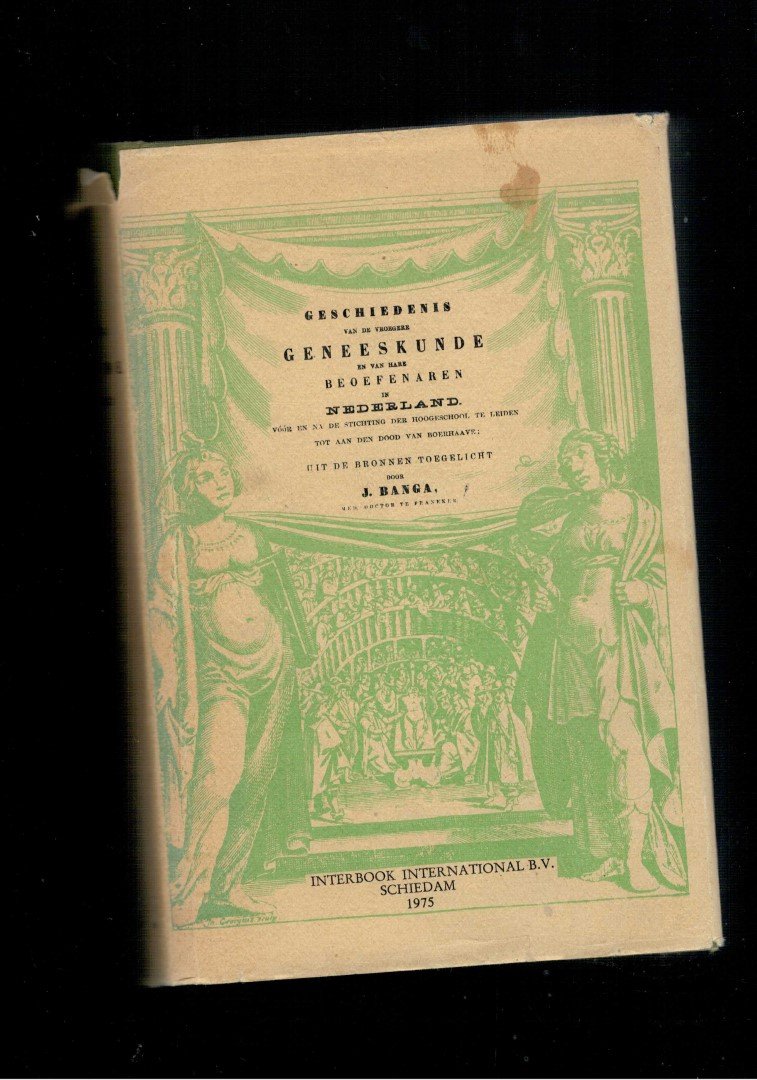 GESCHIEDENIS
VAN DE VROEGERE
GENEESKUNDE
EN VAN HARE
BEOEFENAREN
IN
NEDERLAND.
VÓÓR EN NA DE STICHTING DER HOOGESCHOOL TE LEIDEN
TOT AAN DEN DOOD VAN BOERHAAVE;
UIT DE BRONNEN TOEGELICHT
DOOR
J. BANGA,
MED. DOCTOR TE FRANEKER.
INTERBOOK INTERNATIONAL B.V.
SCHIEDAM
1975